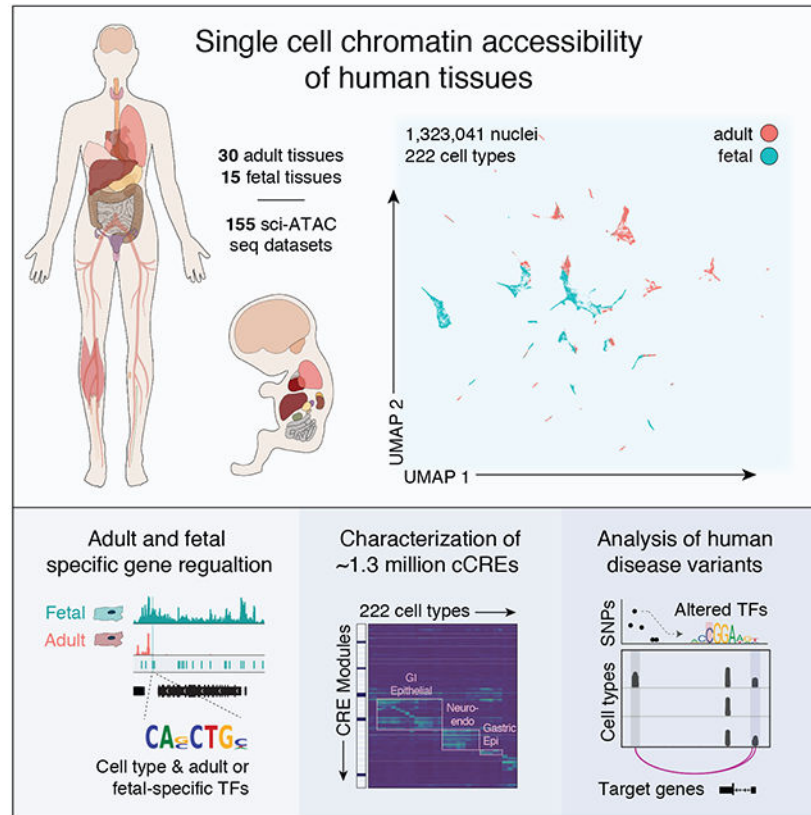 Single cell chromatin accessibility
of human tissues
30 adult tissues
15 fetal tissues
155 sci-ATAC
seq datasets
1,323,041 nuclei
222 cell types
adult
fetal
UMAP 2
UMAP 1
Adult and fetal
specific gene regualtion
Fetal
Adult
CAGCTG
Cell type & adult or
fetal-specific TFs
Characterization of
~1.3 million cCREs
222 cell types
CRE Modules
GI
Epithelial
Neuro-
endo
Gastric
Epi
Analysis of human
disease variants
SNPs
Altered TFs
CGGA
Cell types
Target genes